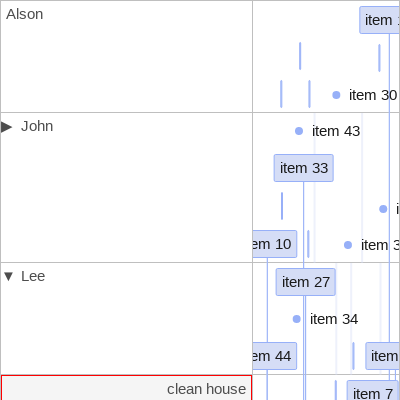 Alson
item
item 30
▶ John
item 43
item 33
em 10
item 3
▼ Lee
item 27
item 34
em 44
item
clean house
item 7